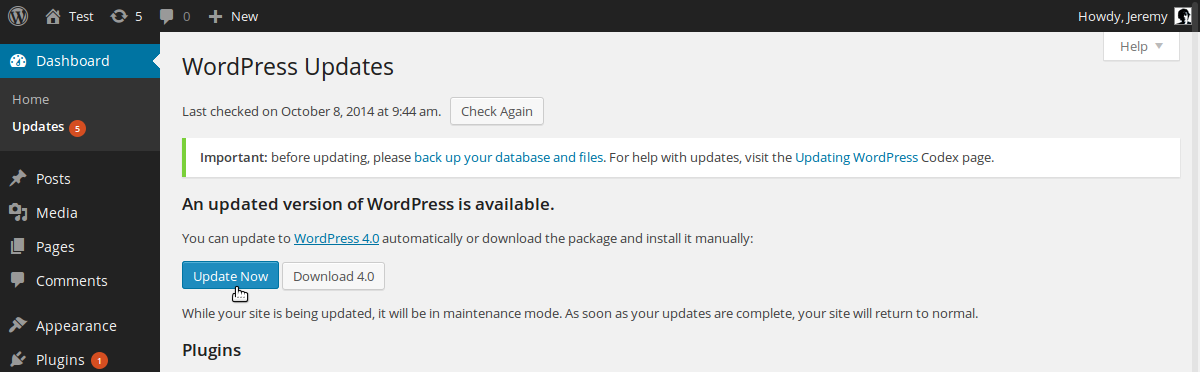 Test 5 0 New Howdy, Jeremy
Help
Dashboard
Home
Updates 5
Posts
Media
Pages
Comments
Appearance
Plugins 1
WordPress Updates
Last checked on October 8, 2014 at 9:44 am. Check Again
Important: before updating, please back up your database and files. For help with updates, visit the Updating WordPress Codex page.
An updated version of WordPress is available.
You can update to WordPress 4.0 automatically or download the package and install it manually:
Update Now Download 4.0
While your site is being updated, it will be in maintenance mode. As soon as your updates are complete, your site will return to normal.
Plugins